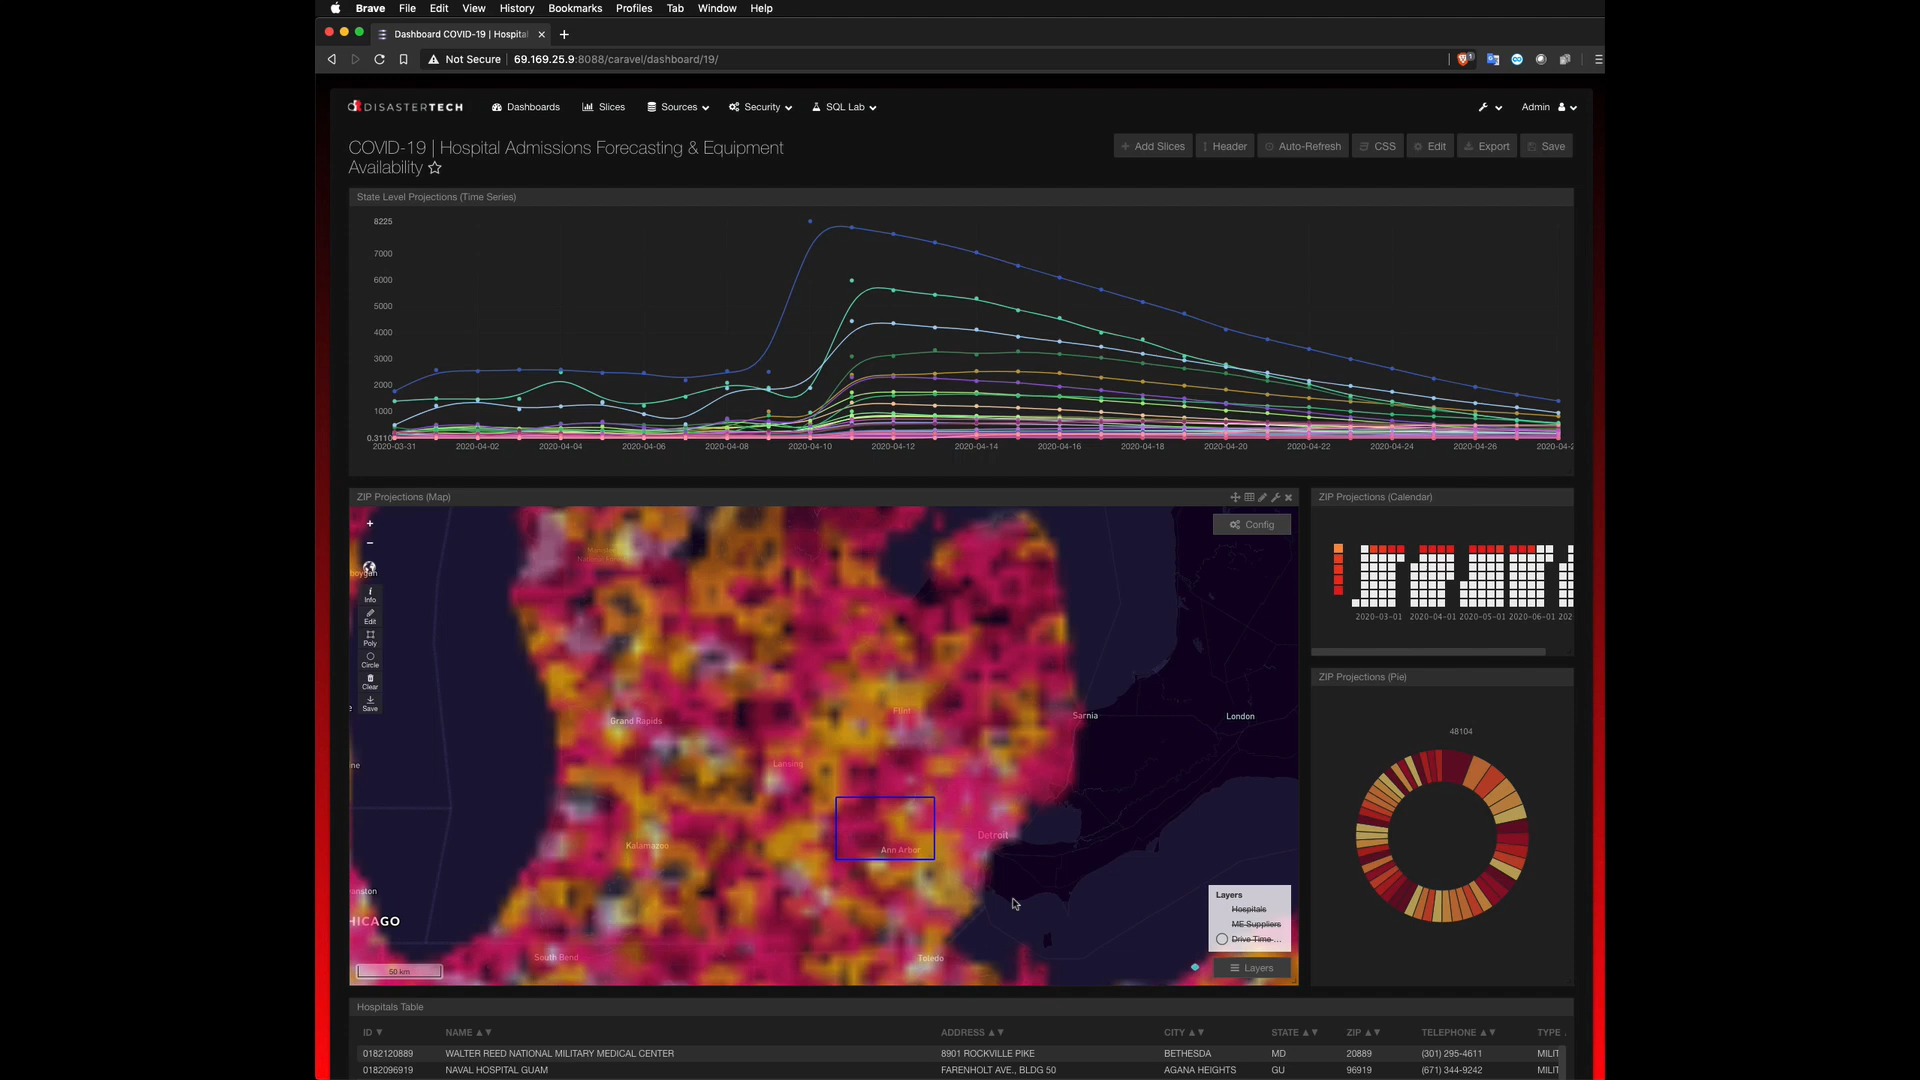 Brave File Edit View History Bookmarks Profiles Tab Window Help
Dashboard COVID-19 | Hospital
Not Secure 69.169.25.9:8088/caravel/dashboard/19/
DISASTERTECH Dashboards Slices Sources Security SQL Lab Admin
COVID-19 | Hospital Admissions Forecasting & Equipment
Availability
Add Slices Header Auto-Refresh CSS Edit Export Save
State Level Projections (Time Series)
8225
7000
6000
5000
4000
3000
2000
1000
0.3110
2020-03-31 2020-04-02 2020-04-04 2020-04-06 2020-04-08 2020-04-10 2020-04-12 2020-04-14 2020-04-16 2020-04-18 2020-04-20 2020-04-22 2020-04-24 2020-04-26 2020-04-2
ZIP Projections (Map)
+
−
Config
boygan
Info
Edit
Poly
Circle
Clear
Save
Grand Rapids
Flint
Sarnia
London
Lansing
Detroit
Kalamazoo
Ann Arbor
anston
HICAGO
South Bend
Toledo
50 km
Layers
Hospitals
ME Suppliers
Drive Time ...
Layers
ZIP Projections (Calendar)
2020-03-01 2020-04-01 2020-05-01 2020-06-01 202
ZIP Projections (Pie)
48104
Hospitals Table
ID NAME ADDRESS CITY STATE ZIP TELEPHONE TYPE
0182120889 WALTER REED NATIONAL MILITARY MEDICAL CENTER 8901 ROCKVILLE PIKE BETHESDA MD 20889 (301) 295-4611 MILIT
0182096919 NAVAL HOSPITAL GUAM FARENHOLT AVE., BLDG 50 AGANA HEIGHTS GU 96919 (671) 344-9242 MILIT